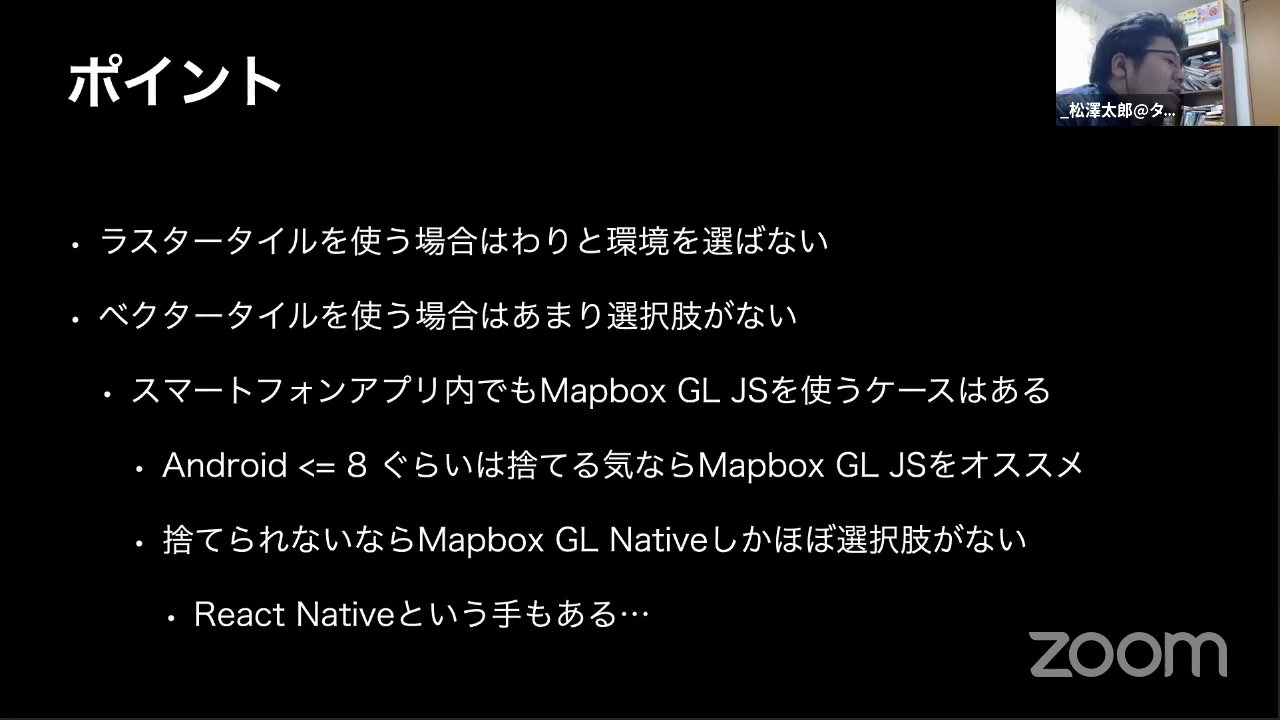 ポイント
_松澤太郎@タ...
・ラスタータイルを使う場合はわりと環境を選ばない
・ベクタータイルを使う場合はあまり選択肢がない
・スマートフォンアプリ内でもMapbox GL JSを使うケースはある
・Android <= 8 ぐらいは捨てる気ならMapbox GL JSをオススメ
・捨てられないならMapbox GL Nativeしかほぼ選択肢がない
・React Nativeという手もある…
zoom